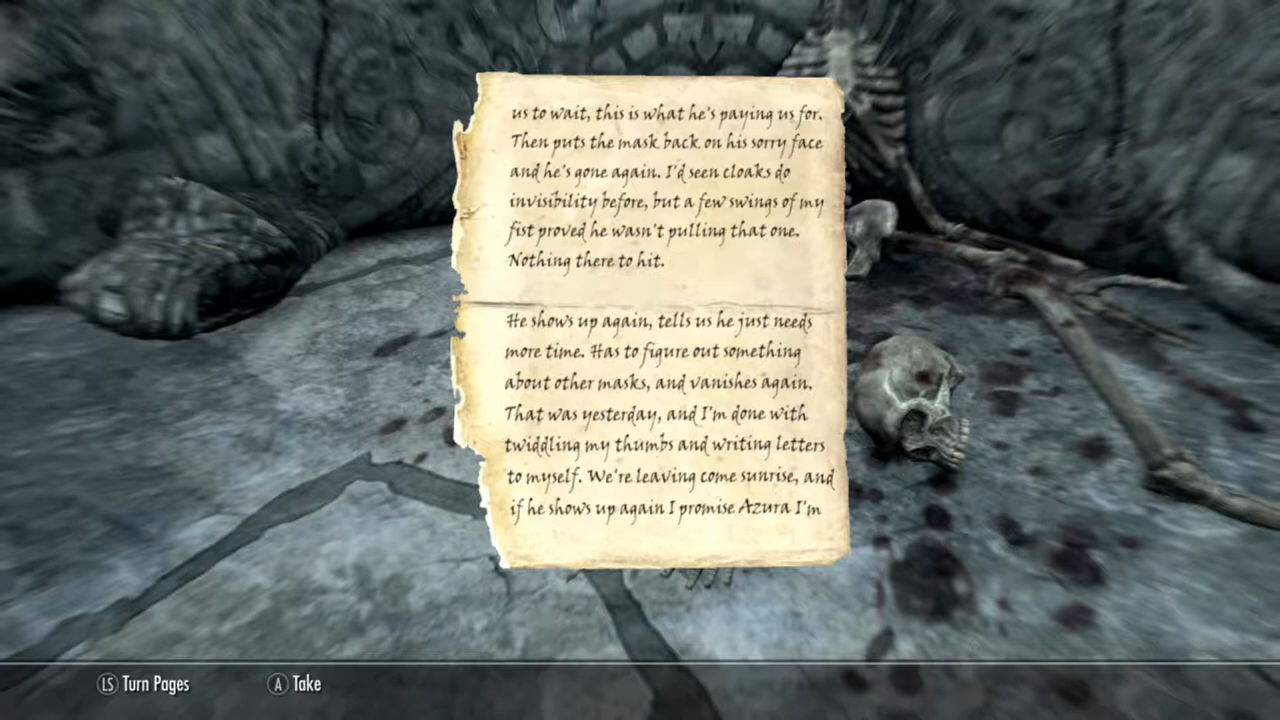 us to wait, this is what he's paying us for.
Then puts the mask back on his sorry face
and he's gone again. I'd seen cloaks do
invisibility before, but a few swings of my
fist proved he wasn't pulling that one.
Nothing there to hit.
He shows up again, tells us he just needs
more time. Has to figure out something
about other masks, and vanishes again.
That was yesterday, and I'm done with
twiddling my thumbs and writing letters
to myself. We're leaving come sunrise, and
if he shows up again I promise Azura I'm
LS Turn Pages
A Take